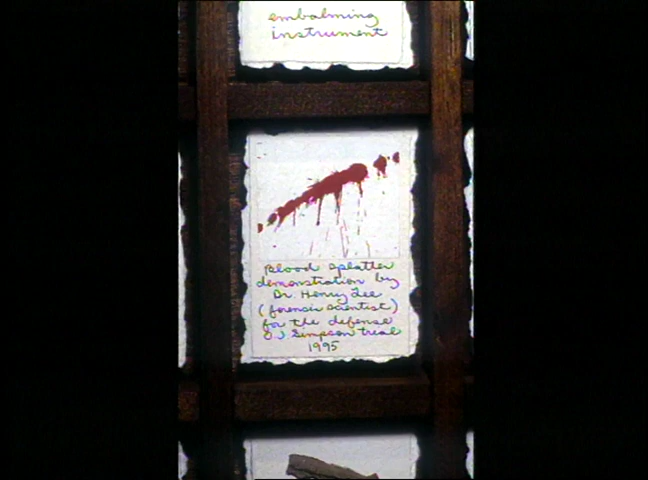 embalming
instrument
Blood splatter
demonstration by
Dr. Henry Lee
(forensic scientist)
for the defense
O.J. Simpson trial
1995